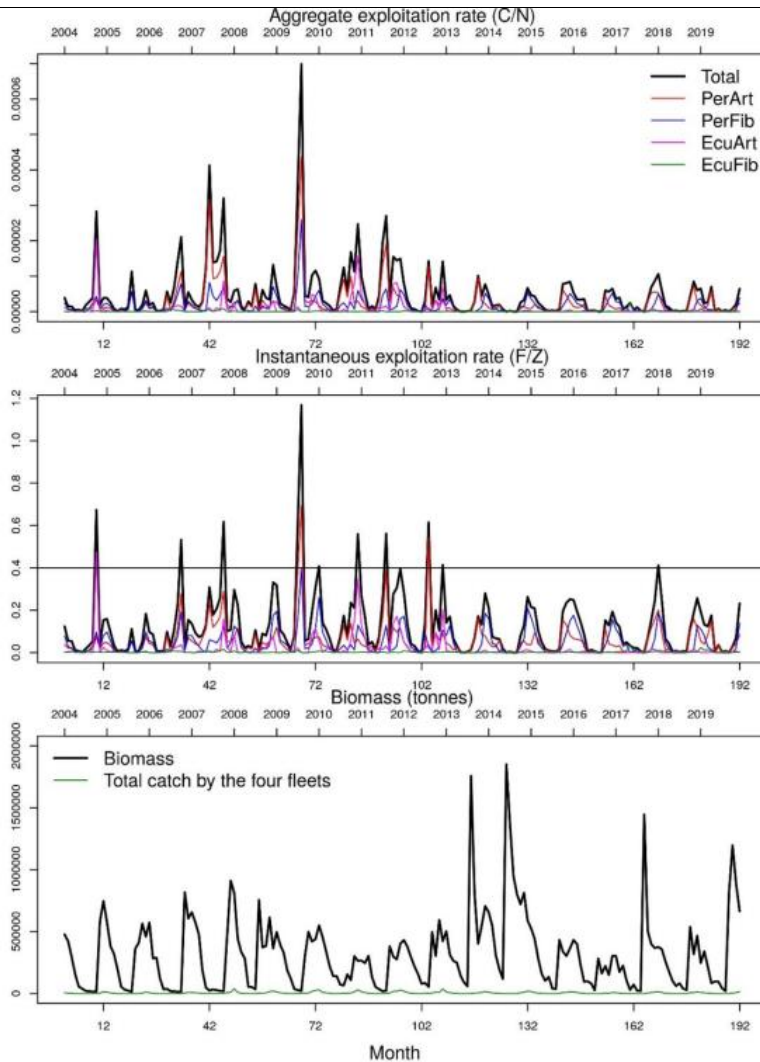 Aggregate exploitation rate (C/N)
2004 2005 2006 2007 2008 2009 2010 2011 2012 2013 2014 2015 2016 2017 2018 2019
0.00006
0.00004
0.00002
0.00000
Total
PerArt
PerFib
EcuArt
EcuFib
12 42 72 102 132 162 192
Instantaneous exploitation rate (F/Z)
2004 2005 2006 2007 2008 2009 2010 2011 2012 2013 2014 2015 2016 2017 2018 2019
1.2
1.0
0.8
0.6
0.4
0.2
0.0
12 42 72 102 132 162 192
Biomass (tonnes)
2004 2005 2006 2007 2008 2009 2010 2011 2012 2013 2014 2015 2016 2017 2018 2019
2000000
1500000
1000000
500000
0
Biomass
Total catch by the four fleets
12 42 72 102 132 162 192
Month